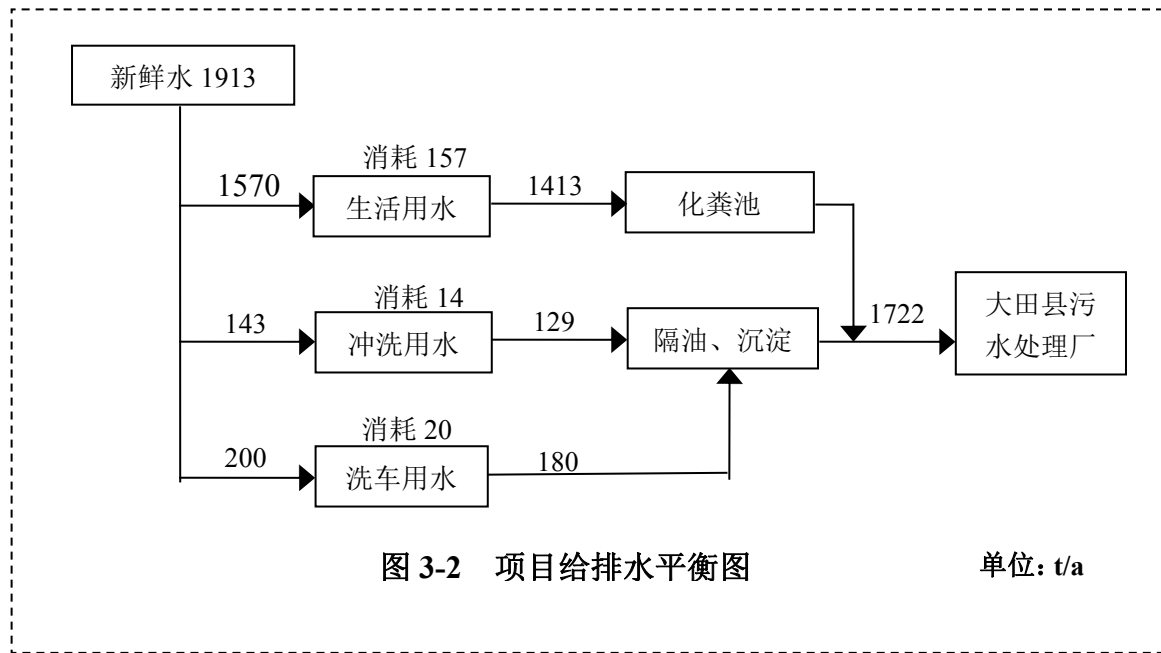 新鲜水 1913
消耗 157
1570
生活用水
1413
化粪池
消耗 14
143
冲洗用水
129
隔油、沉淀
1722
大田县污
水处理厂
消耗 20
200
洗车用水
180
图 3-2 项目给排水平衡图
单位: t/a